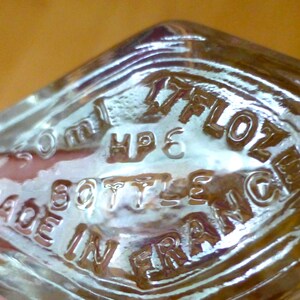 50ml 1.7FLOZ℮
HP6
BOTTLE
MADE IN FRANCE